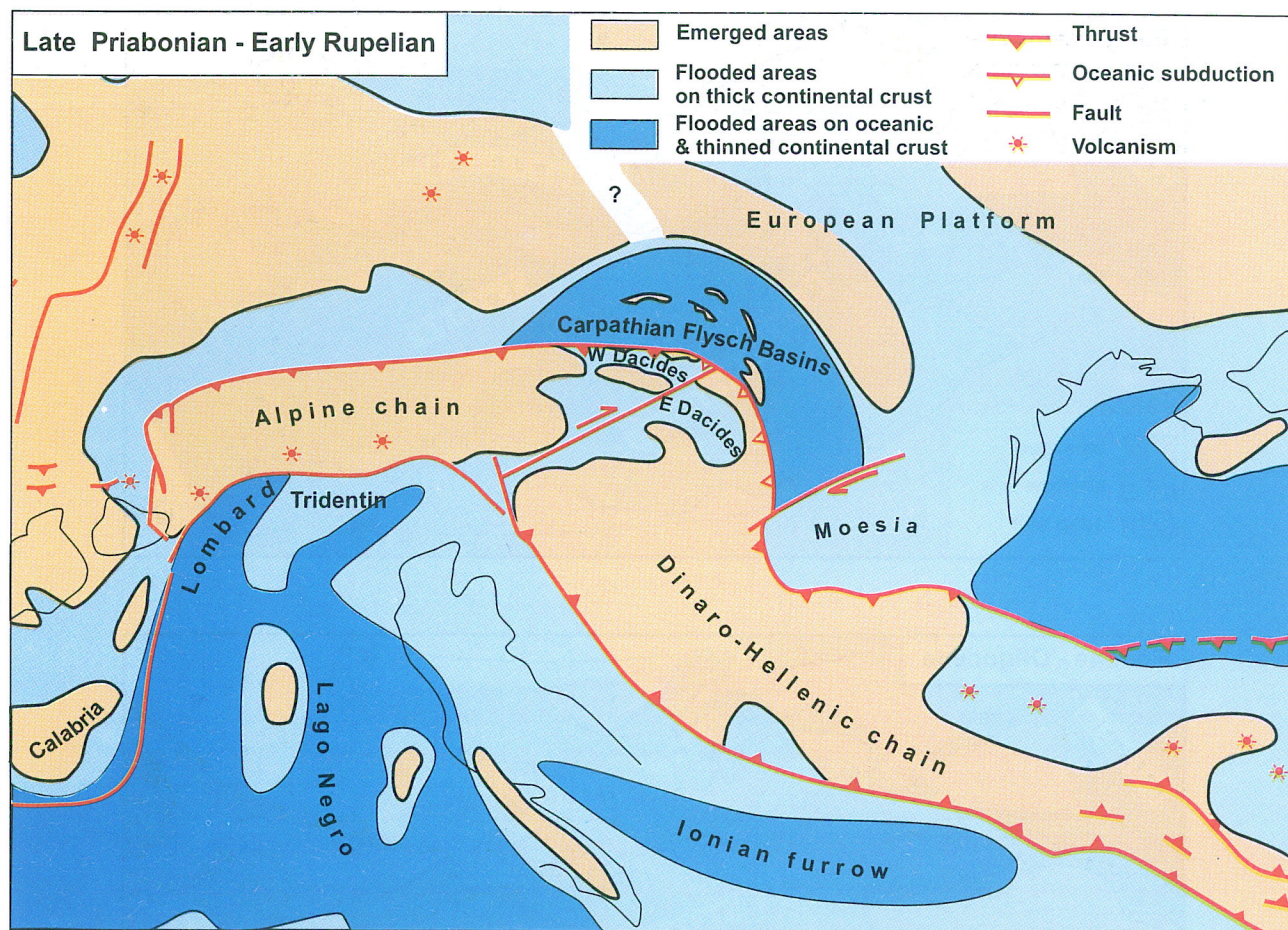 Late Priabonian - Early Rupelian
Emerged areas
Flooded areas
on thick continental crust
Flooded areas on oceanic
& thinned continental crust
Thrust
Oceanic subduction
Fault
Volcanism
?
European Platform
Carpathian Flysch Basins
W Dacides
E Dacides
Alpine chain
Lombard
Tridentin
Moesia
Dinaro-Hellenic chain
Calabria
Lago Negro
Ionian furrow